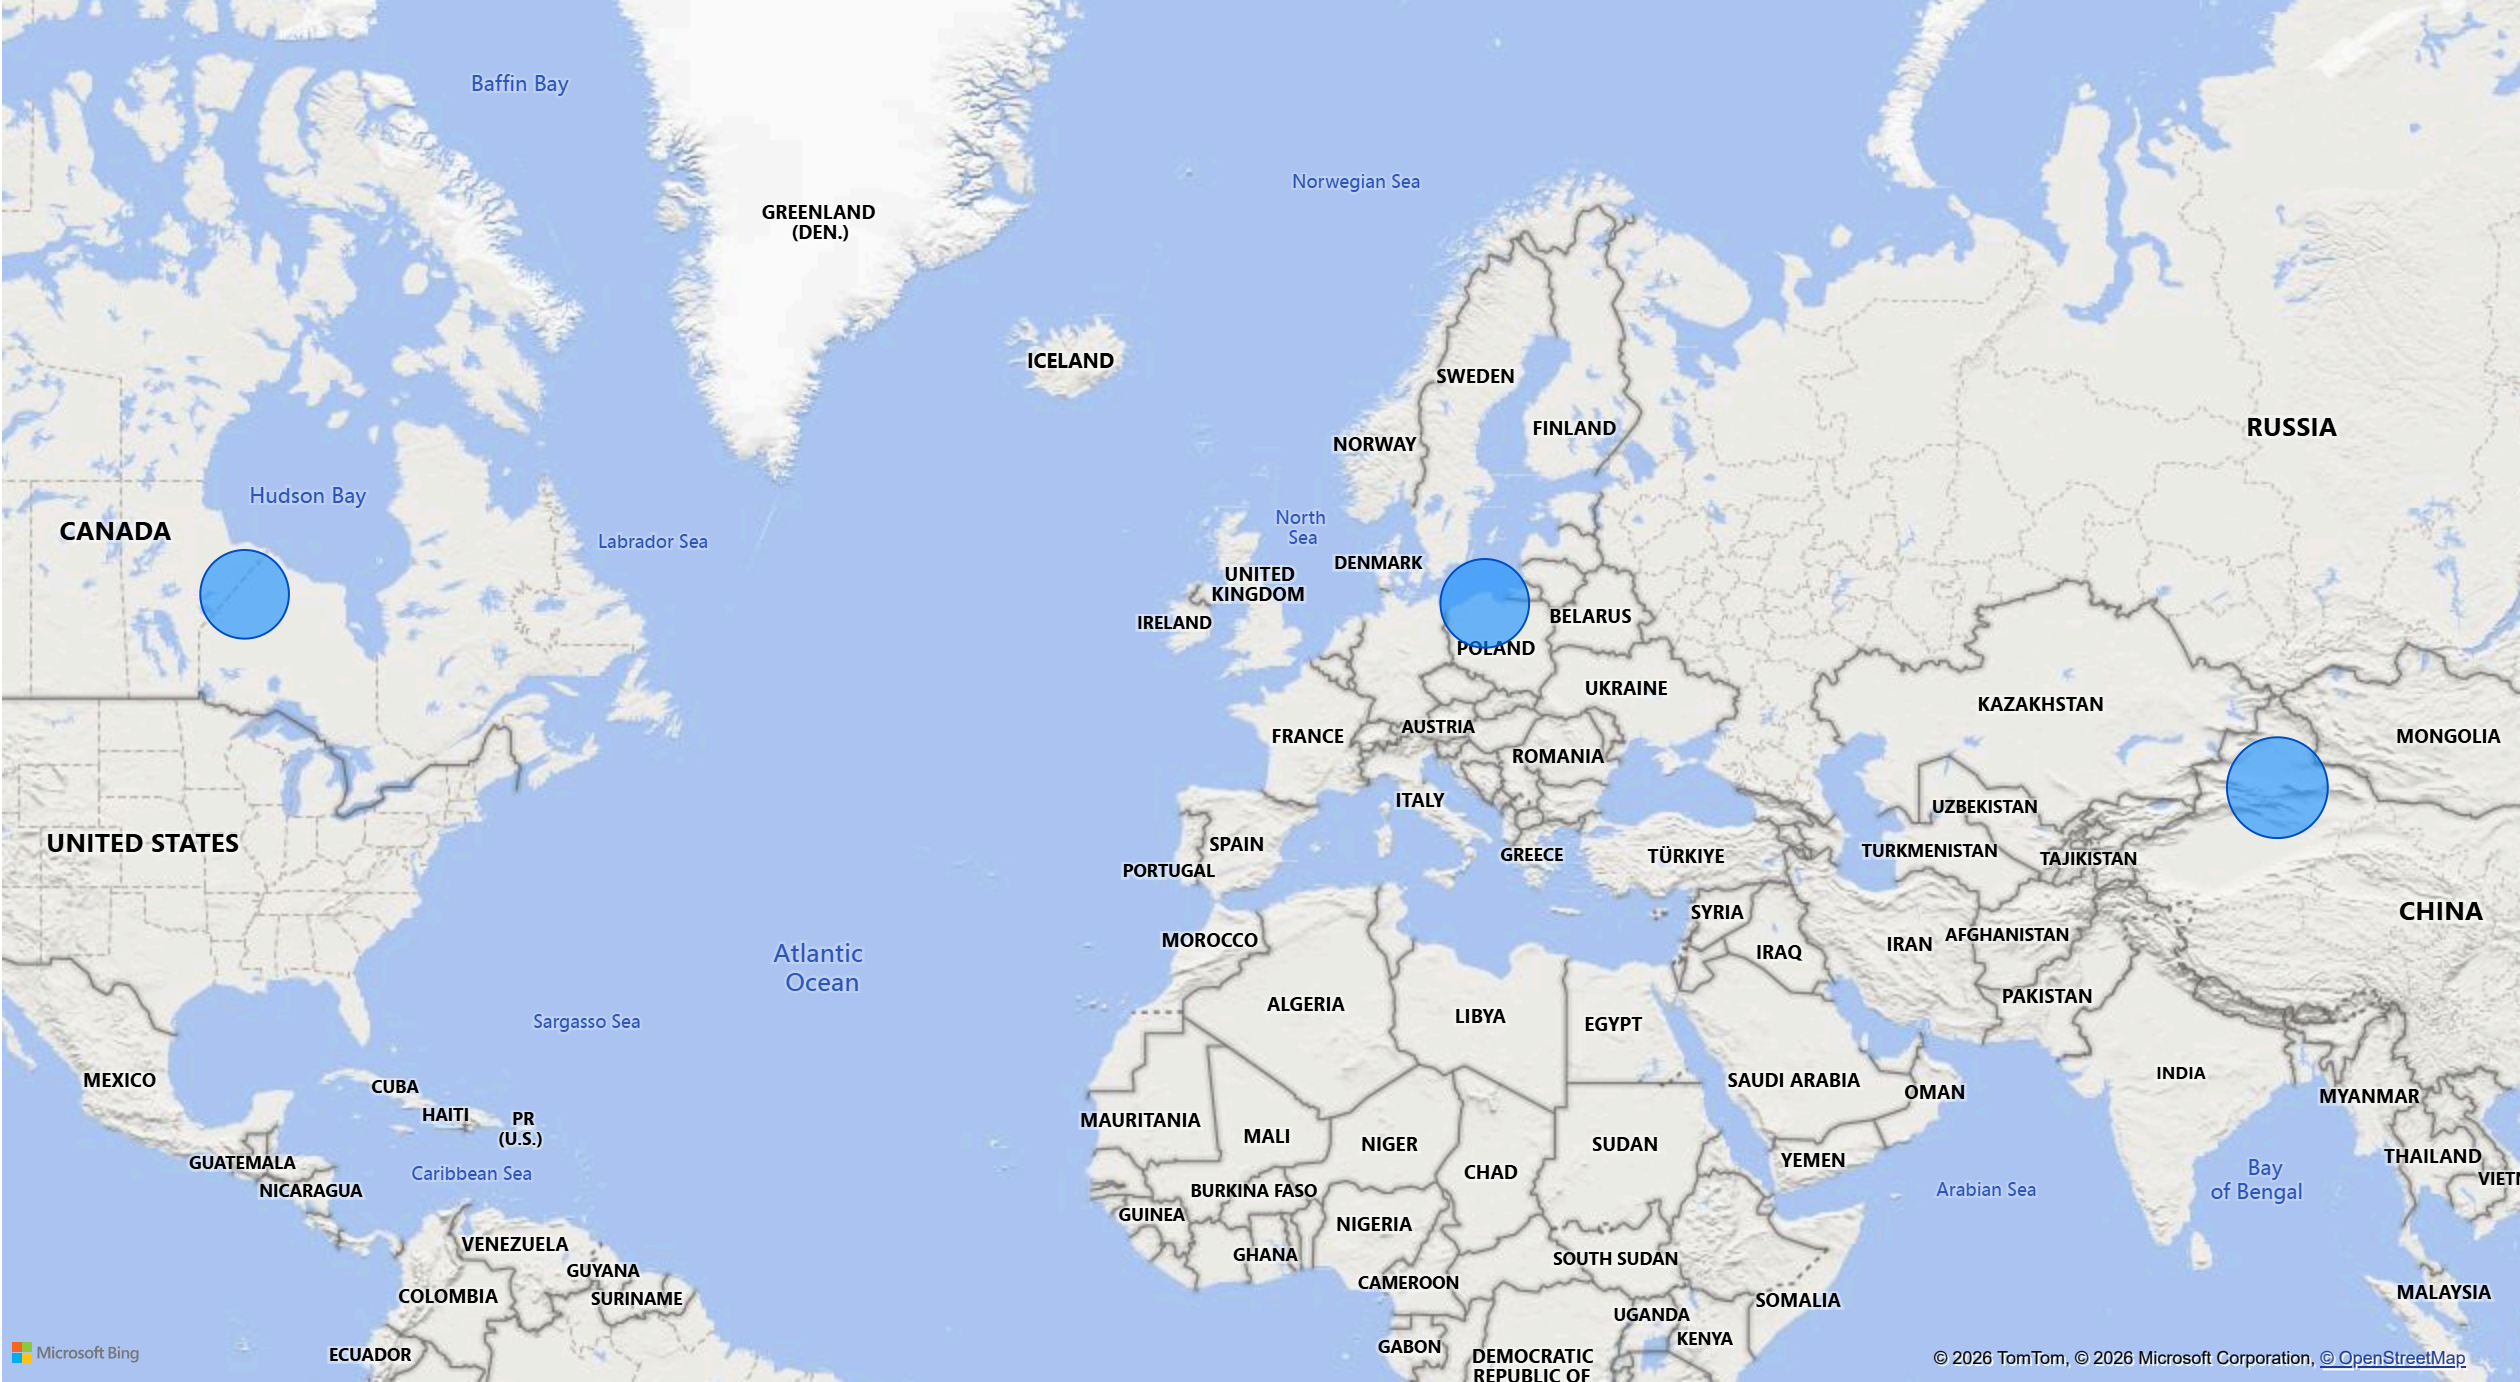 Baffin Bay
Norwegian Sea
GREENLAND
(DEN.)
ICELAND
SWEDEN
FINLAND
NORWAY
RUSSIA
Hudson Bay
CANADA
Labrador Sea
North
Sea
DENMARK
UNITED
KINGDOM
IRELAND
BELARUS
POLAND
UKRAINE
KAZAKHSTAN
AUSTRIA
FRANCE
MONGOLIA
ROMANIA
ITALY
UZBEKISTAN
UNITED STATES
SPAIN
GREECE
TÜRKIYE
TURKMENISTAN
TAJIKISTAN
PORTUGAL
SYRIA
CHINA
MOROCCO
IRAQ
IRAN
AFGHANISTAN
Atlantic
Ocean
ALGERIA
LIBYA
EGYPT
PAKISTAN
Sargasso Sea
MEXICO
CUBA
HAITI
PR
(U.S.)
SAUDI ARABIA
OMAN
INDIA
MYANMAR
MAURITANIA
MALI
NIGER
CHAD
SUDAN
YEMEN
THAILAND
GUATEMALA
Caribbean Sea
NICARAGUA
BURKINA FASO
GUINEA
NIGERIA
Arabian Sea
Bay
of Bengal
VIETN
VENEZUELA
GUYANA
COLOMBIA
SURINAME
GHANA
CAMEROON
SOUTH SUDAN
SOMALIA
MALAYSIA
UGANDA
KENYA
GABON
ECUADOR
DEMOCRATIC
REPUBLIC OF
Microsoft Bing
© 2026 TomTom, © 2026 Microsoft Corporation, © OpenStreetMap